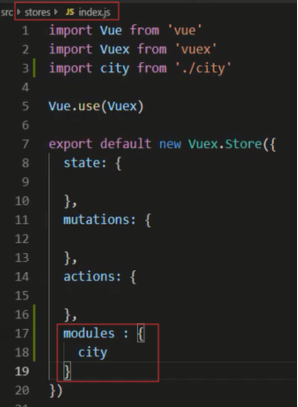 src > stores > JS index.js
1 import Vue from 'vue'
2 import Vuex from 'vuex'
3 import city from './city'
4
5 Vue.use(Vuex)
6
7 export default new Vuex.Store({
8 state: {
9
10 },
11 mutations: {
12
13 },
14 actions: {
15
16 },
17 modules : {
18 city
19 }
20 })